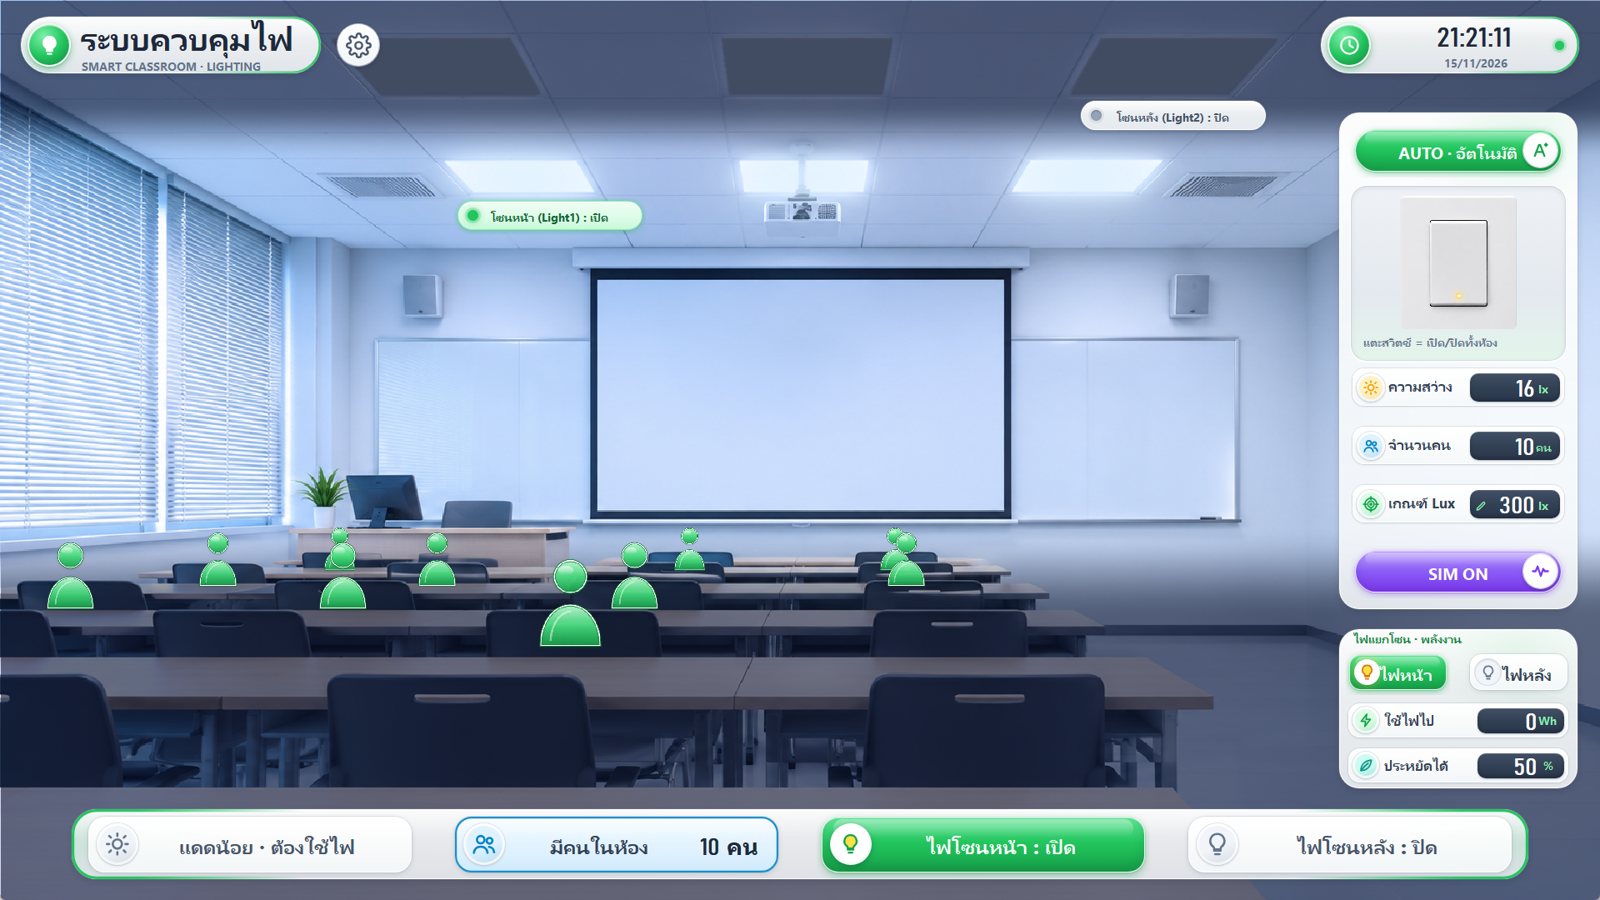 ระบบควบคุมไฟ
SMART CLASSROOM · LIGHTING
21:21:11
15/11/2026
โซนหลัง (Light2) : ปิด
โซนหน้า (Light1) : เปิด
AUTO · อัตโนมัติ
A
แตะสวิตช์ = เปิด/ปิดทั้งห้อง
ความสว่าง 16 lx
จำนวนคน 10 คน
เกณฑ์ Lux 300 lx
SIM ON
ไฟแยกโซน · พลังงาน
ไฟหน้า ไฟหลัง
ใช้ไฟไป 0 Wh
ประหยัดได้ 50 %
แดดน้อย · ต้องใช้ไฟ
มีคนในห้อง 10 คน
ไฟโซนหน้า : เปิด
ไฟโซนหลัง : ปิด